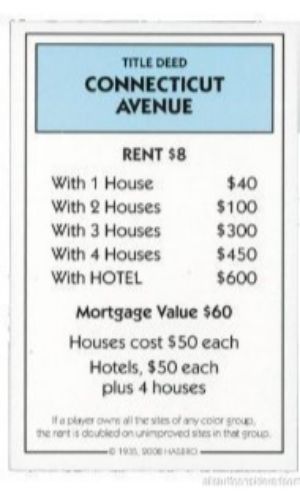 TITLE DEED
CONNECTICUT
AVENUE
RENT $8
With 1 House $40
With 2 Houses $100
With 3 Houses $300
With 4 Houses $450
With HOTEL $600
Mortgage Value $60
Houses cost $50 each
Hotels, $50 each
plus 4 houses
If a player owns all the sites of any color group,
the rent is doubled on unimproved sites in that group.
© 1935, 2008 HASBRO